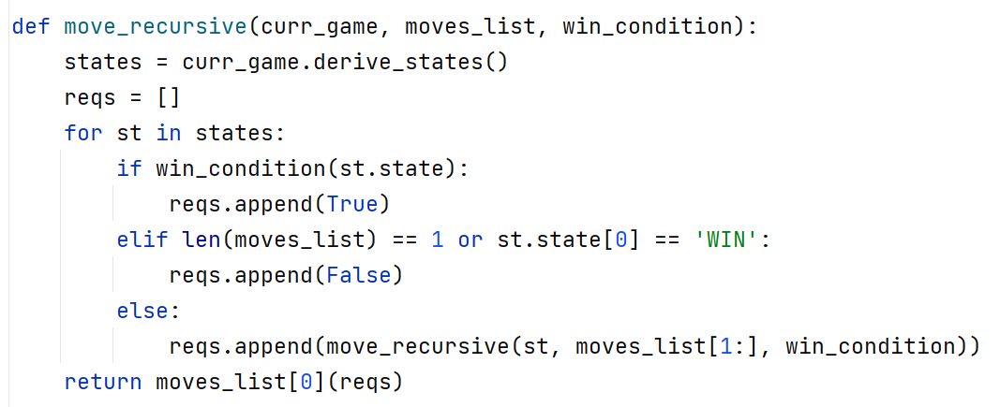 def move_recursive(curr_game, moves_list, win_condition):
    states = curr_game.derive_states()
    reqs = []
    for st in states:
        if win_condition(st.state):
            reqs.append(True)
        elif len(moves_list) == 1 or st.state[0] == 'WIN':
            reqs.append(False)
        else:
            reqs.append(move_recursive(st, moves_list[1:], win_condition))
    return moves_list[0](reqs)